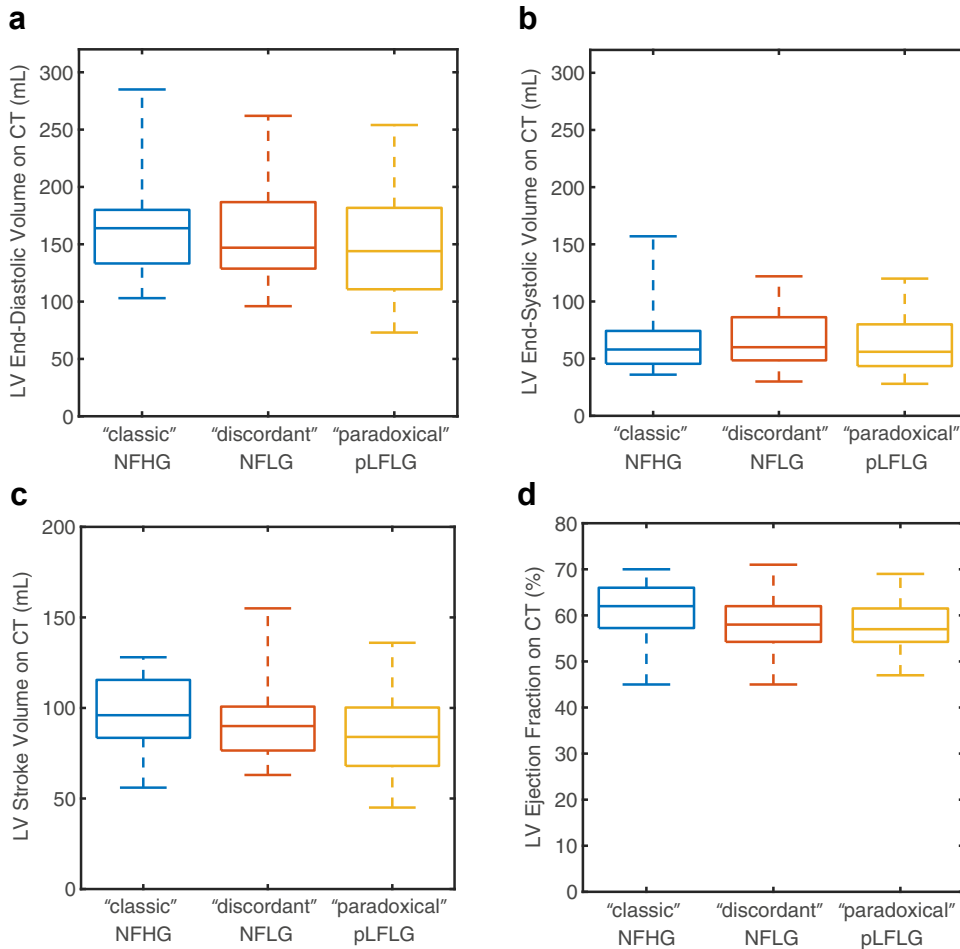 a
LV End-Diastolic Volume on CT (mL)
300
250
200
150
100
50
0
"classic" "discordant" "paradoxical"
NFHG NFLG pLFLG
b
LV End-Systolic Volume on CT (mL)
300
250
200
150
100
50
0
"classic" "discordant" "paradoxical"
NFHG NFLG pLFLG
c
LV Stroke Volume on CT (mL)
200
150
100
50
0
"classic" "discordant" "paradoxical"
NFHG NFLG pLFLG
d
LV Ejection Fraction on CT (%)
80
70
60
50
40
30
20
10
0
"classic" "discordant" "paradoxical"
NFHG NFLG pLFLG